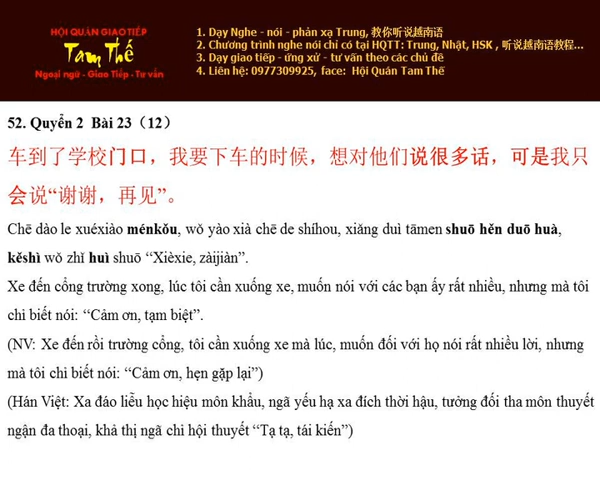 HỘI QUÁN GIAO TIẾP
Tam Thế
Ngoại ngữ - Giao Tiếp - Tư vấn
1. Dạy Nghe - nói - phản xạ Trung, 教你听说越南语
2. Chương trình nghe nói chỉ có tại HQTT: Trung, Nhật, HSK , 听说越南语教程...
3. Dạy giao tiếp - ứng xử - tư vấn theo các chủ đề
4. Liên hệ: 0977309925, face: Hội Quán Tam Thế
52. Quyển 2 Bài 23（12）
车到了学校门口，我要下车的时候，想对他们说很多话，可是我只
会说“谢谢，再见”。
Chē dào le xuéxiào ménkǒu, wǒ yào xià chē de shíhou, xiǎng duì tāmen shuō hěn duō huà,
kěshì wǒ zhǐ huì shuō “Xièxie, zàijiàn”.
Xe đến cổng trường xong, lúc tôi cần xuống xe, muốn nói với các bạn ấy rất nhiều, nhưng mà tôi
chỉ biết nói: “Cảm ơn, tạm biệt”.
(NV: Xe đến rồi trường cổng, tôi cần xuống xe mà lúc, muốn đối với họ nói rất nhiều lời, nhưng
mà tôi chỉ biết nói: “Cảm ơn, hẹn gặp lại”)
(Hán Việt: Xa đáo liễu học hiệu môn khẩu, ngã yếu hạ xa đích thời hậu, tưởng đối tha môn thuyết
ngận đa thoại, khả thị ngã chỉ hội thuyết “Tạ tạ, tái kiến”)